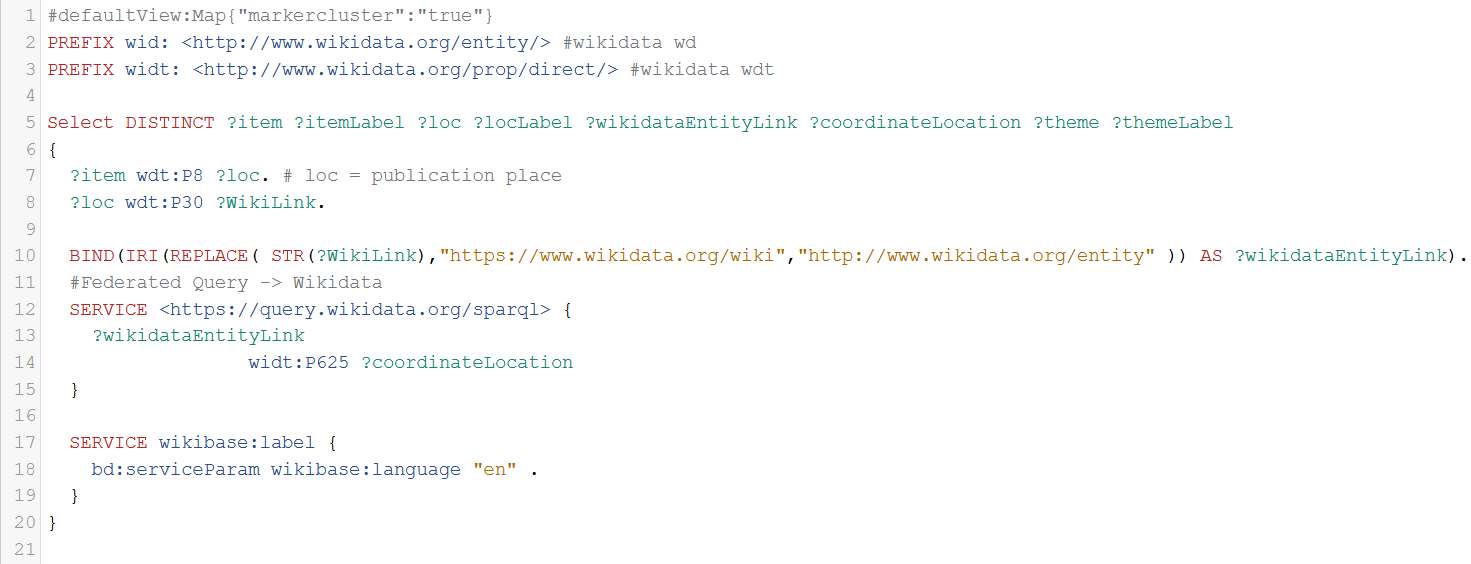 1 #defaultView:Map{"markercluster":"true"}
2 PREFIX wid: <http://www.wikidata.org/entity/> #wikidata wd
3 PREFIX widt: <http://www.wikidata.org/prop/direct/> #wikidata wdt
4
5 Select DISTINCT ?item ?itemLabel ?loc ?locLabel ?wikidataEntityLink ?coordinateLocation ?theme ?themeLabel
6 {
7   ?item wdt:P8 ?loc. # loc = publication place
8   ?loc wdt:P30 ?WikiLink.
9
10   BIND(IRI(REPLACE( STR(?WikiLink),"https://www.wikidata.org/wiki","http://www.wikidata.org/entity" )) AS ?wikidataEntityLink).
11   #Federated Query -> Wikidata
12   SERVICE <https://query.wikidata.org/sparql> {
13     ?wikidataEntityLink
14                   widt:P625 ?coordinateLocation
15   }
16
17   SERVICE wikibase:label {
18     bd:serviceParam wikibase:language "en" .
19   }
20 }
21